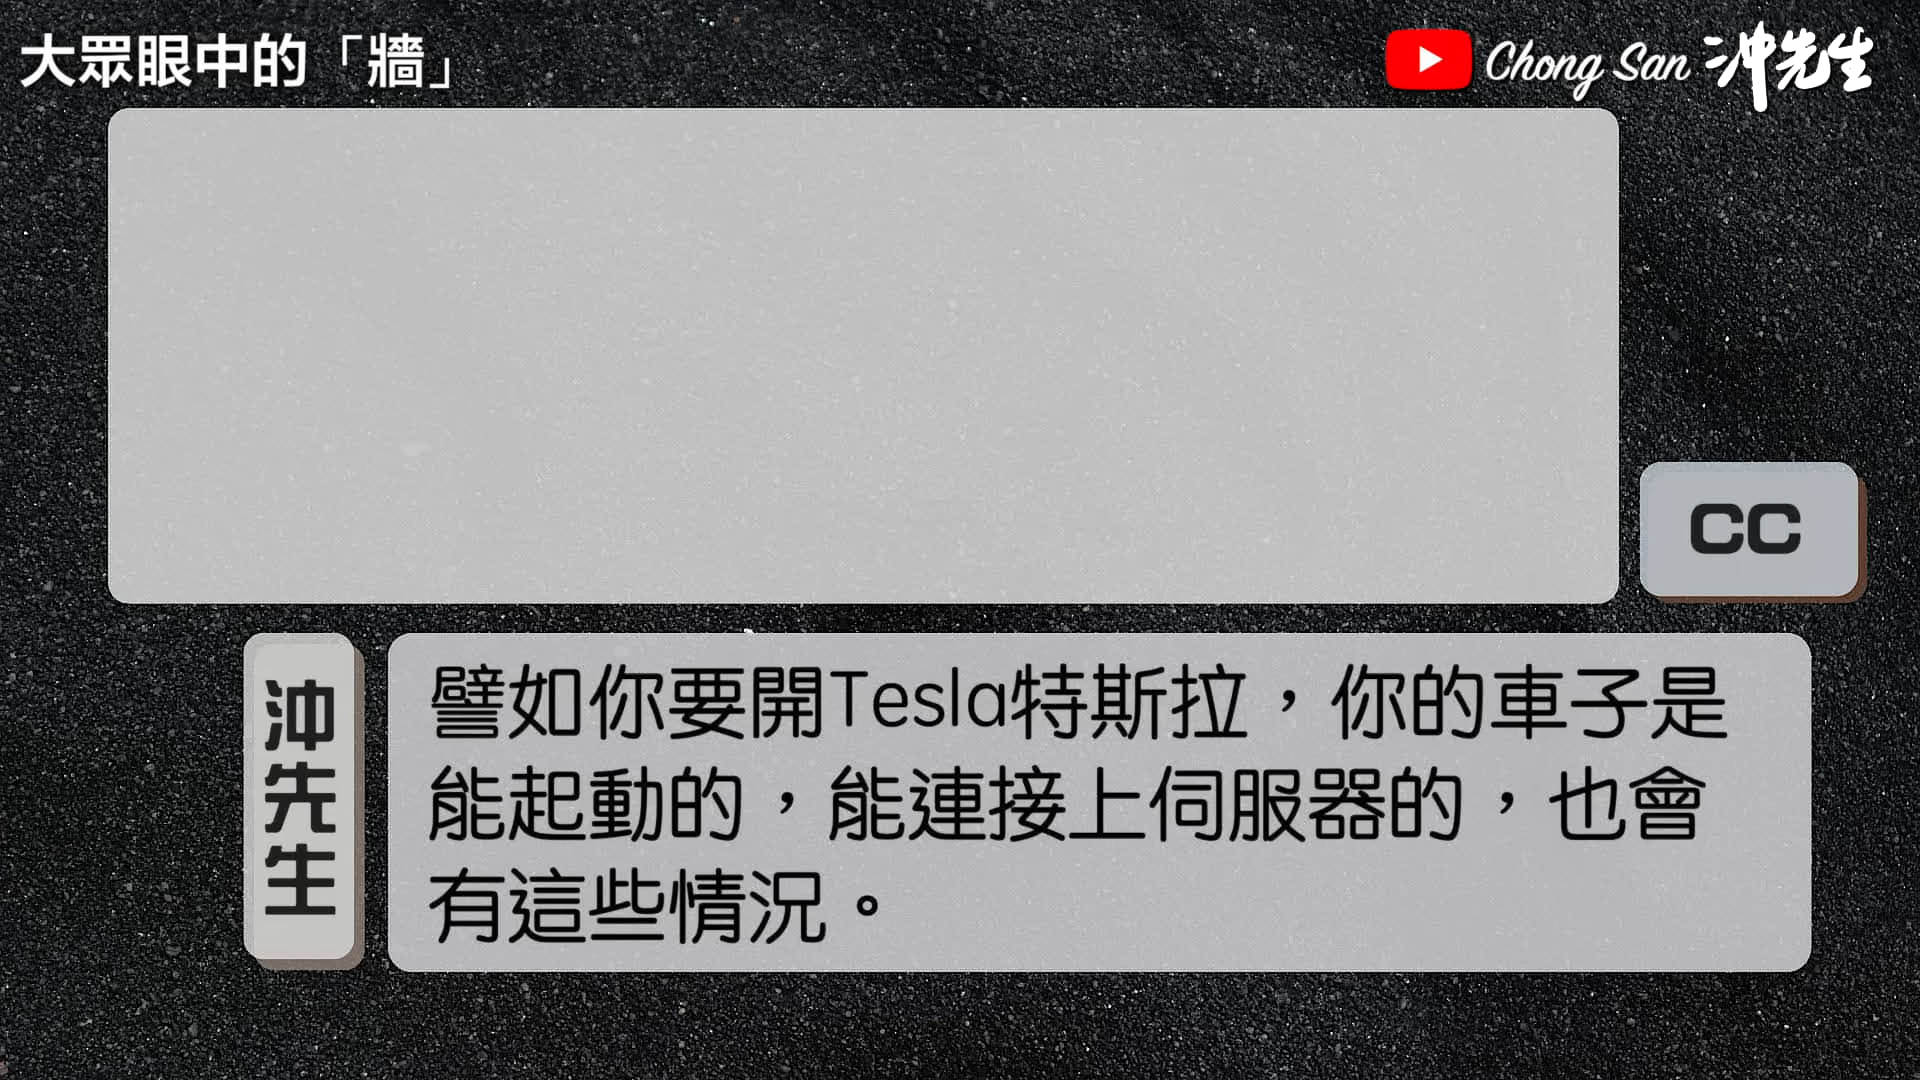 大眾眼中的「牆」
Chong San 沖先生
CC
沖先生
譬如你要開Tesla特斯拉，你的車子是
能起動的，能連接上伺服器的，也會
有這些情況。